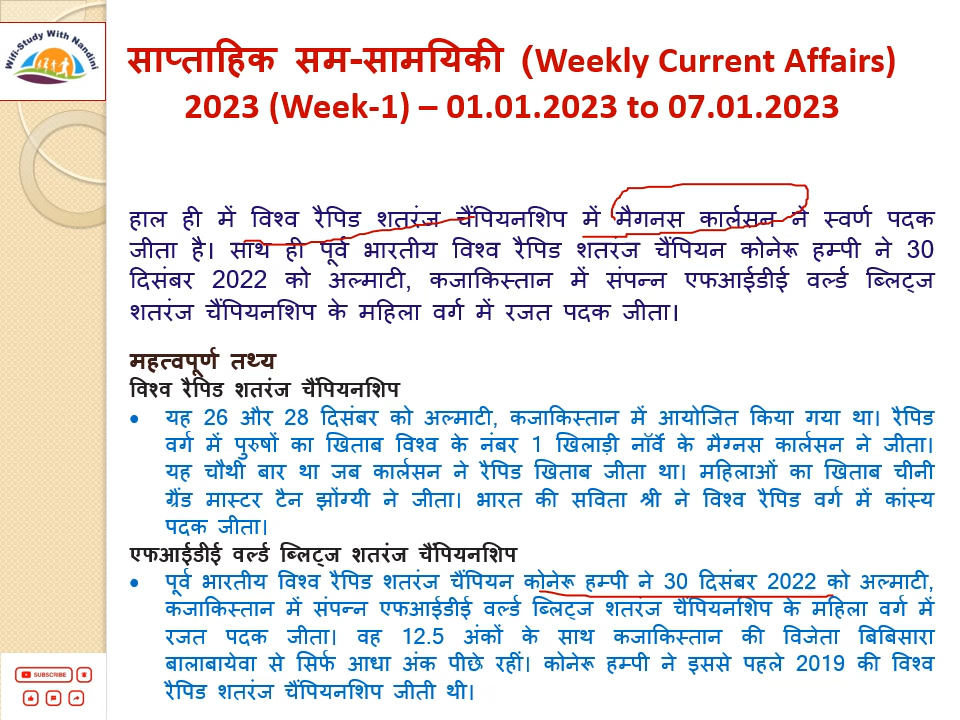 Wifi-Study With Nandini
साप्ताहिक सम-सामयिकी (Weekly Current Affairs)
2023 (Week-1) – 01.01.2023 to 07.01.2023
हाल ही में विश्व रैपिड शतरंज चैंपियनशिप में मैगनस कार्लसन ने स्वर्ण पदक
जीता है। साथ ही पूर्व भारतीय विश्व रैपिड शतरंज चैंपियन कोनेरू हम्पी ने 30
दिसंबर 2022 को अल्माटी, कजाकिस्तान में संपन्न एफआईडीई वर्ल्ड ब्लिट्ज
शतरंज चैंपियनशिप के महिला वर्ग में रजत पदक जीता।
महत्वपूर्ण तथ्य
विश्व रैपिड शतरंज चैंपियनशिप
• यह 26 और 28 दिसंबर को अल्माटी, कजाकिस्तान में आयोजित किया गया था। रैपिड
वर्ग में पुरुषों का खिताब विश्व के नंबर 1 खिलाड़ी नॉर्वे के मैग्नस कार्लसन ने जीता।
यह चौथी बार था जब कार्लसन ने रैपिड खिताब जीता था। महिलाओं का खिताब चीनी
ग्रैंड मास्टर टैन झोंग्यी ने जीता। भारत की सविता श्री ने विश्व रैपिड वर्ग में कांस्य
पदक जीता।
एफआईडीई वर्ल्ड ब्लिट्ज शतरंज चैंपियनशिप
• पूर्व भारतीय विश्व रैपिड शतरंज चैंपियन कोनेरू हम्पी ने 30 दिसंबर 2022 को अल्माटी,
कजाकिस्तान में संपन्न एफआईडीई वर्ल्ड ब्लिट्ज शतरंज चैंपियनशिप के महिला वर्ग में
रजत पदक जीता। वह 12.5 अंकों के साथ कजाकिस्तान की विजेता बिबिसारा
बालाबायेवा से सिर्फ आधा अंक पीछे रहीं। कोनेरू हम्पी ने इससे पहले 2019 की विश्व
रैपिड शतरंज चैंपियनशिप जीती थी।
SUBSCRIBE